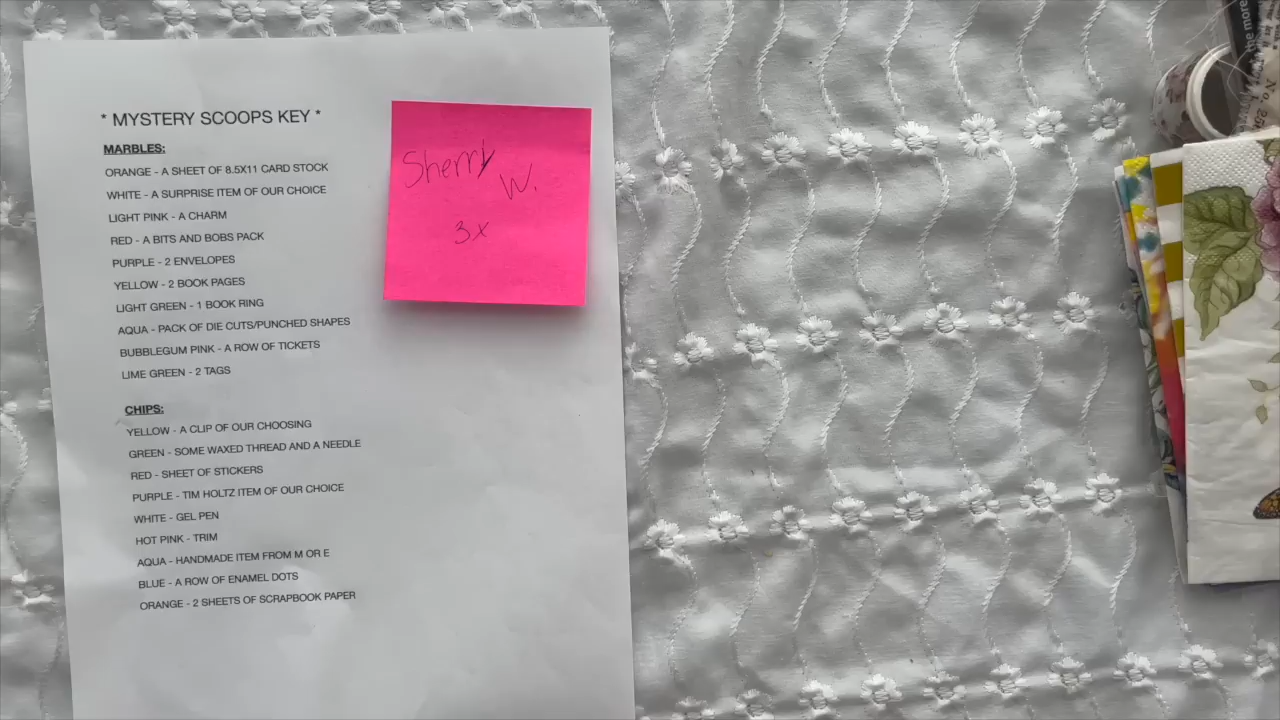 * MYSTERY SCOOPS KEY *
MARBLES:
ORANGE - A SHEET OF 8.5X11 CARD STOCK
WHITE - A SURPRISE ITEM OF OUR CHOICE
LIGHT PINK - A CHARM
RED - A BITS AND BOBS PACK
PURPLE - 2 ENVELOPES
YELLOW - 2 BOOK PAGES
LIGHT GREEN - 1 BOOK RING
AQUA - PACK OF DIE CUTS/PUNCHED SHAPES
BUBBLEGUM PINK - A ROW OF TICKETS
LIME GREEN - 2 TAGS
CHIPS:
YELLOW - A CLIP OF OUR CHOOSING
GREEN - SOME WAXED THREAD AND A NEEDLE
RED - SHEET OF STICKERS
PURPLE - TIM HOLTZ ITEM OF OUR CHOICE
WHITE - GEL PEN
HOT PINK - TRIM
AQUA - HANDMADE ITEM FROM M OR E
BLUE - A ROW OF ENAMEL DOTS
ORANGE - 2 SHEETS OF SCRAPBOOK PAPER
Sherry
W.
3x
the more